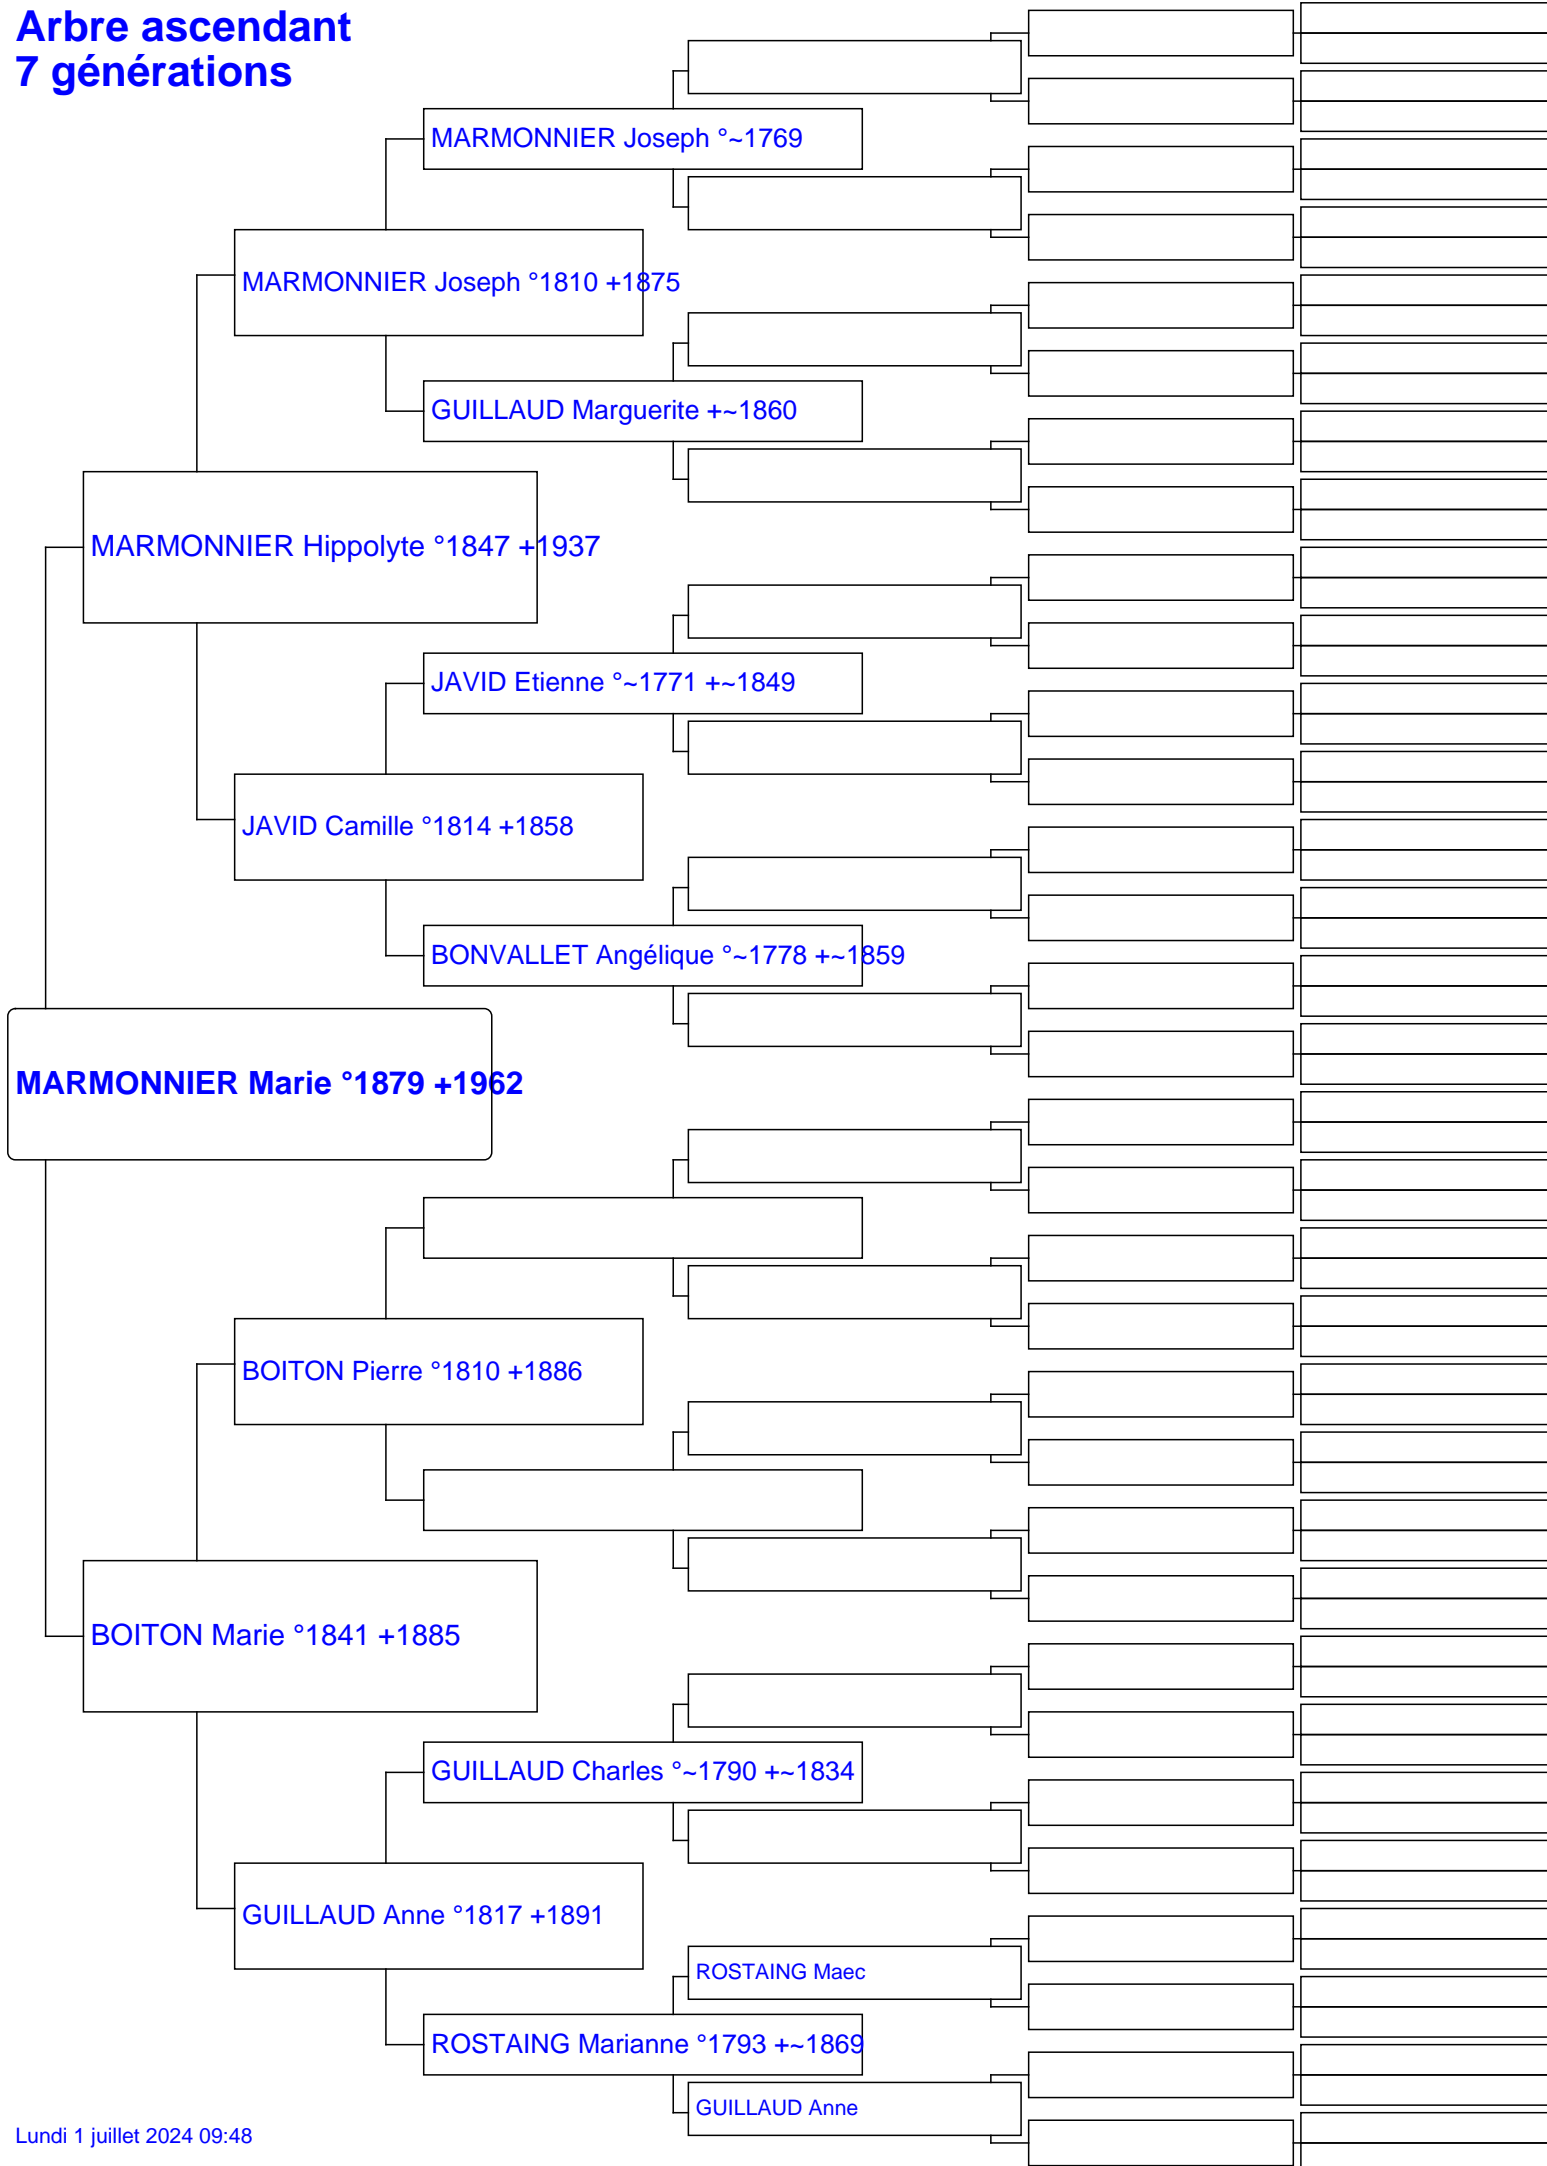 Arbre ascendant
7 générations
MARMONNIER Joseph °~1769
MARMONNIER Joseph °1810 +1875
GUILLAUD Marguerite +~1860
MARMONNIER Hippolyte °1847 +1937
JAVID Etienne °~1771 +~1849
JAVID Camille °1814 +1858
BONVALLET Angélique °~1778 +~1859
MARMONNIER Marie °1879 +1962
BOITON Pierre °1810 +1886
BOITON Marie °1841 +1885
GUILLAUD Charles °~1790 +~1834
GUILLAUD Anne °1817 +1891
ROSTAING Maec
ROSTAING Marianne °1793 +~1869
GUILLAUD Anne
Lundi 1 juillet 2024 09:48